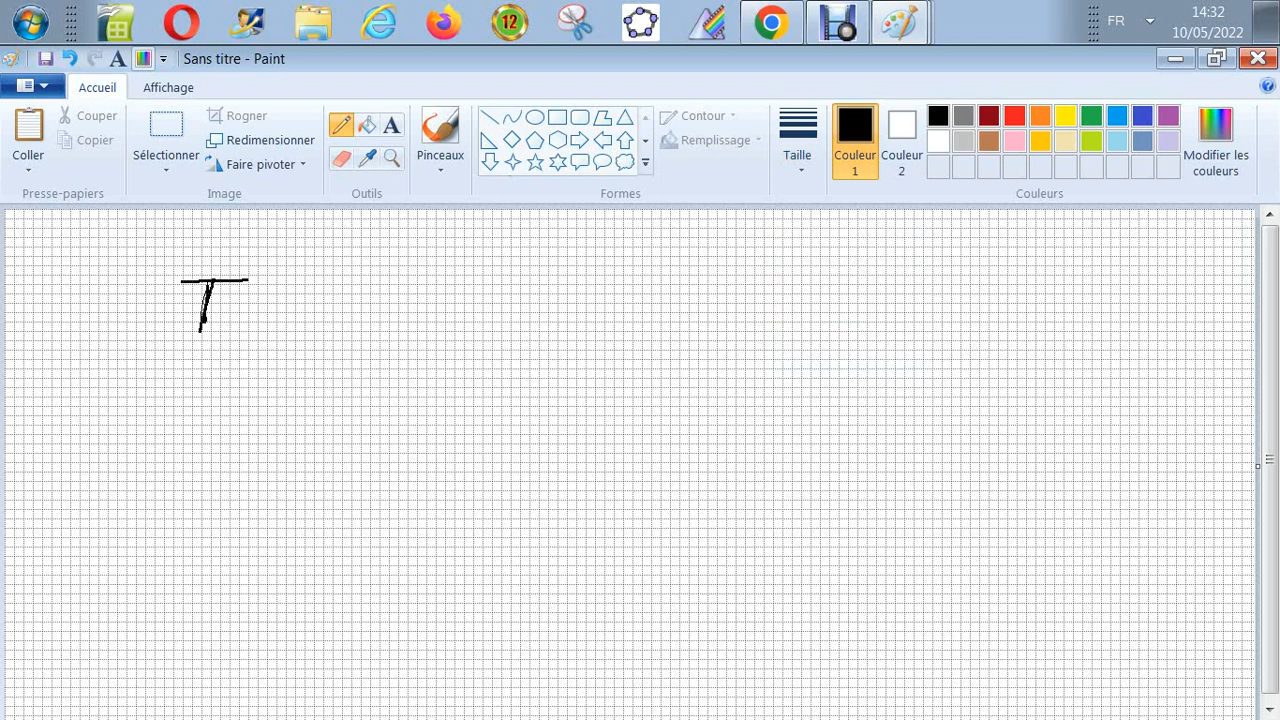 12
FR
14:32
10/05/2022
Sans titre - Paint
Accueil
Affichage
Coller
Couper
Copier
Presse-papiers
Sélectionner
Rogner
Redimensionner
Faire pivoter
Image
A
Outils
Pinceaux
Formes
Contour
Remplissage
Taille
Couleur 1
Couleur 2
Modifier les couleurs
Couleurs
T